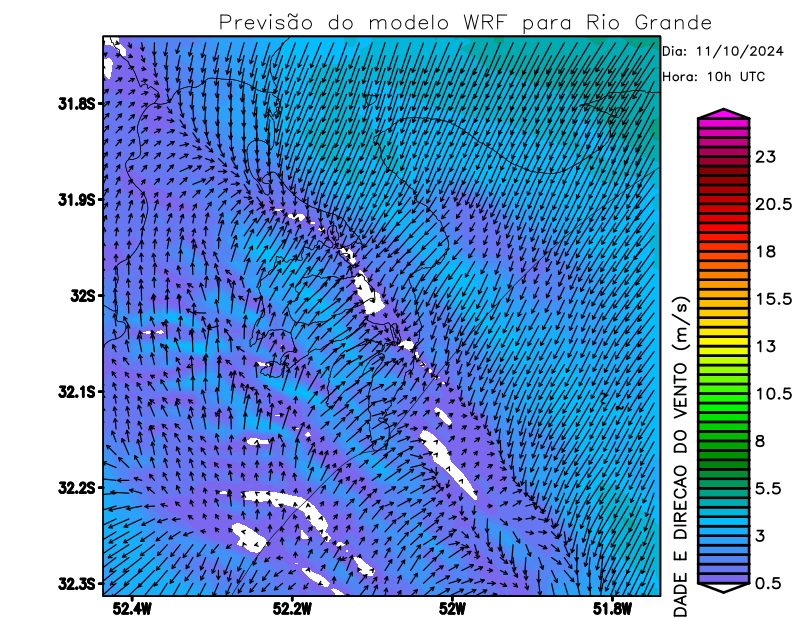 Previsão do modelo WRF para Rio Grande
Dia: 11/10/2024
Hora: 10h UTC
31.8S
31.9S
32S
32.1S
32.2S
32.3S
52.4W
52.2W
52W
51.8W
23
20.5
18
15.5
13
10.5
8
5.5
3
0.5
DADE E DIRECAO DO VENTO (m/s)